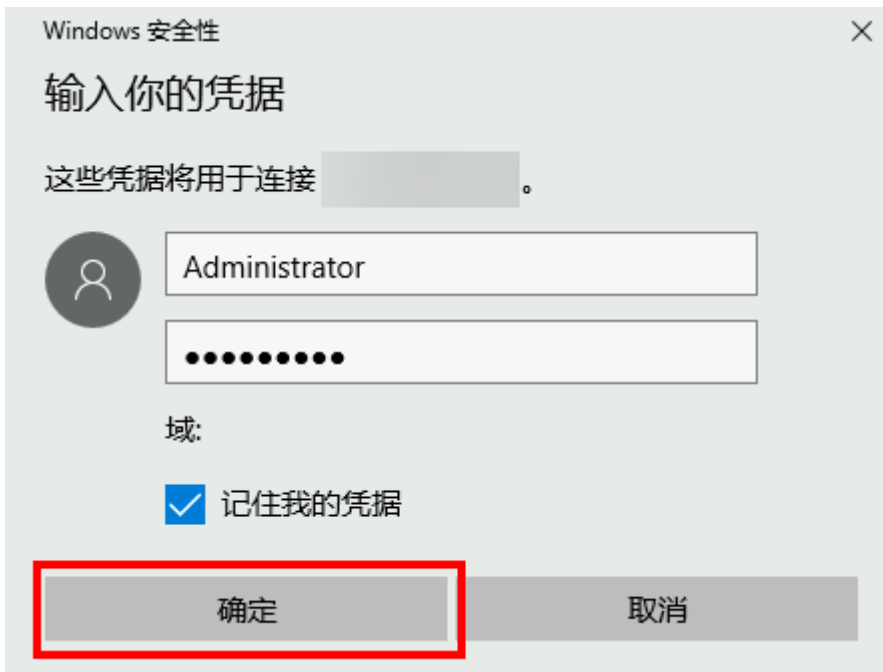 Windows 安全性
输入你的凭据
这些凭据将用于连接 。
Administrator
●●●●●●●●●
域:
记住我的凭据
确定 取消